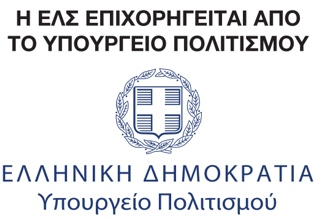 Η ΕΛΣ ΕΠΙΧΟΡΗΓΕΙΤΑΙ ΑΠΟ
ΤΟ ΥΠΟΥΡΓΕΙΟ ΠΟΛΙΤΙΣΜΟΥ
ΕΛΛΗΝΙΚΗ ΔΗΜΟΚΡΑΤΙΑ
Υπουργείο Πολιτισμού